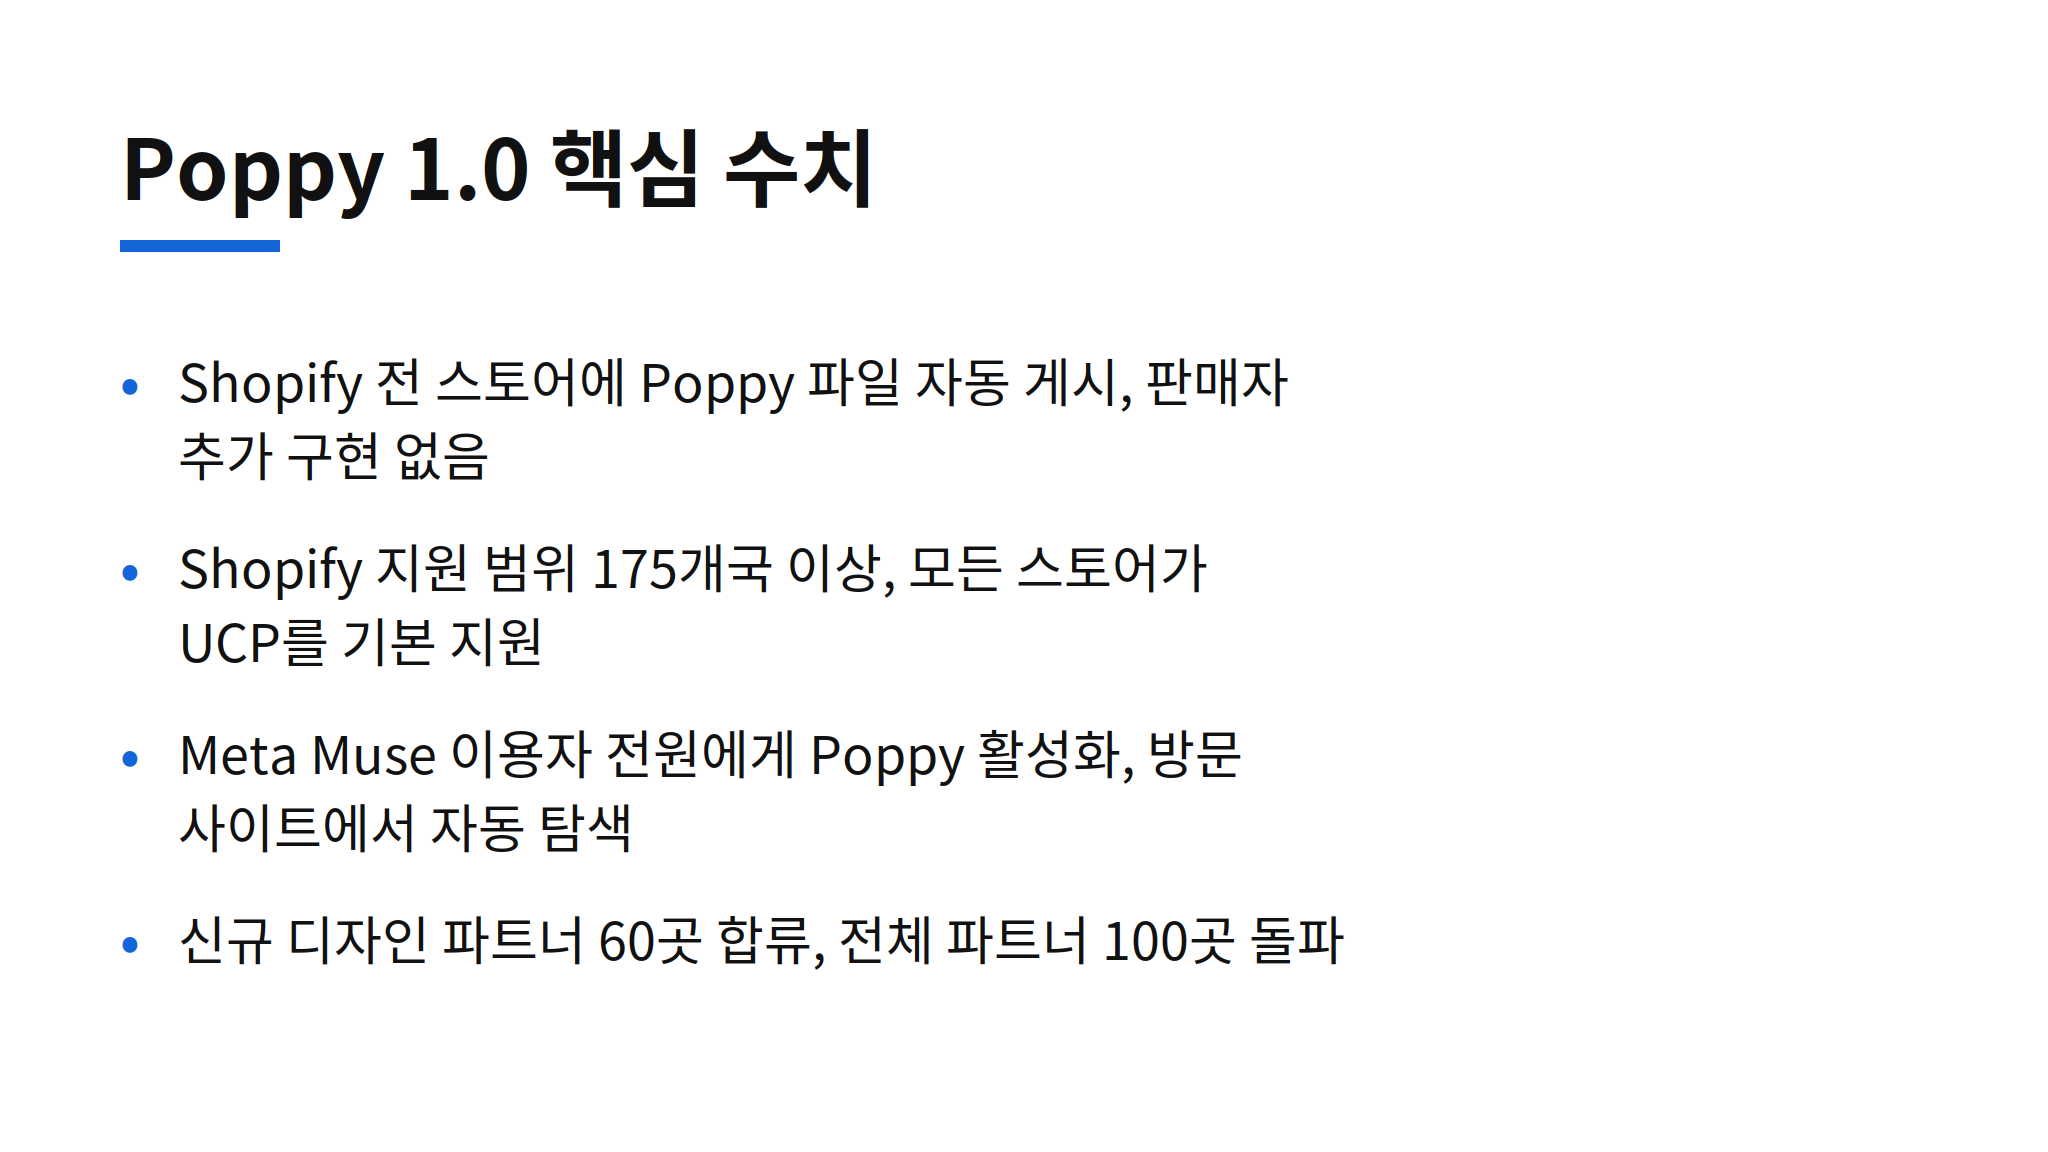 Poppy 1.0 핵심 수치
• Shopify 전 스토어에 Poppy 파일 자동 게시, 판매자
추가 구현 없음
• Shopify 지원 범위 175개국 이상, 모든 스토어가
UCP를 기본 지원
• Meta Muse 이용자 전원에게 Poppy 활성화, 방문
사이트에서 자동 탐색
• 신규 디자인 파트너 60곳 합류, 전체 파트너 100곳 돌파